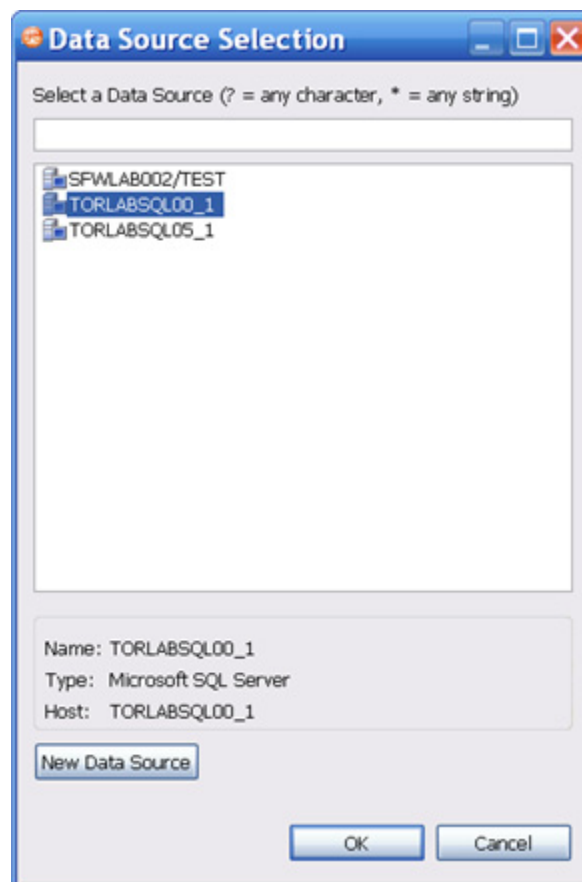 Data Source Selection
Select a Data Source (? = any character, * = any string)
SFWLAB002/TEST
TORLABSQL00_1
TORLABSQL05_1
Name: TORLABSQL00_1
Type: Microsoft SQL Server
Host: TORLABSQL00_1
New Data Source
OK Cancel